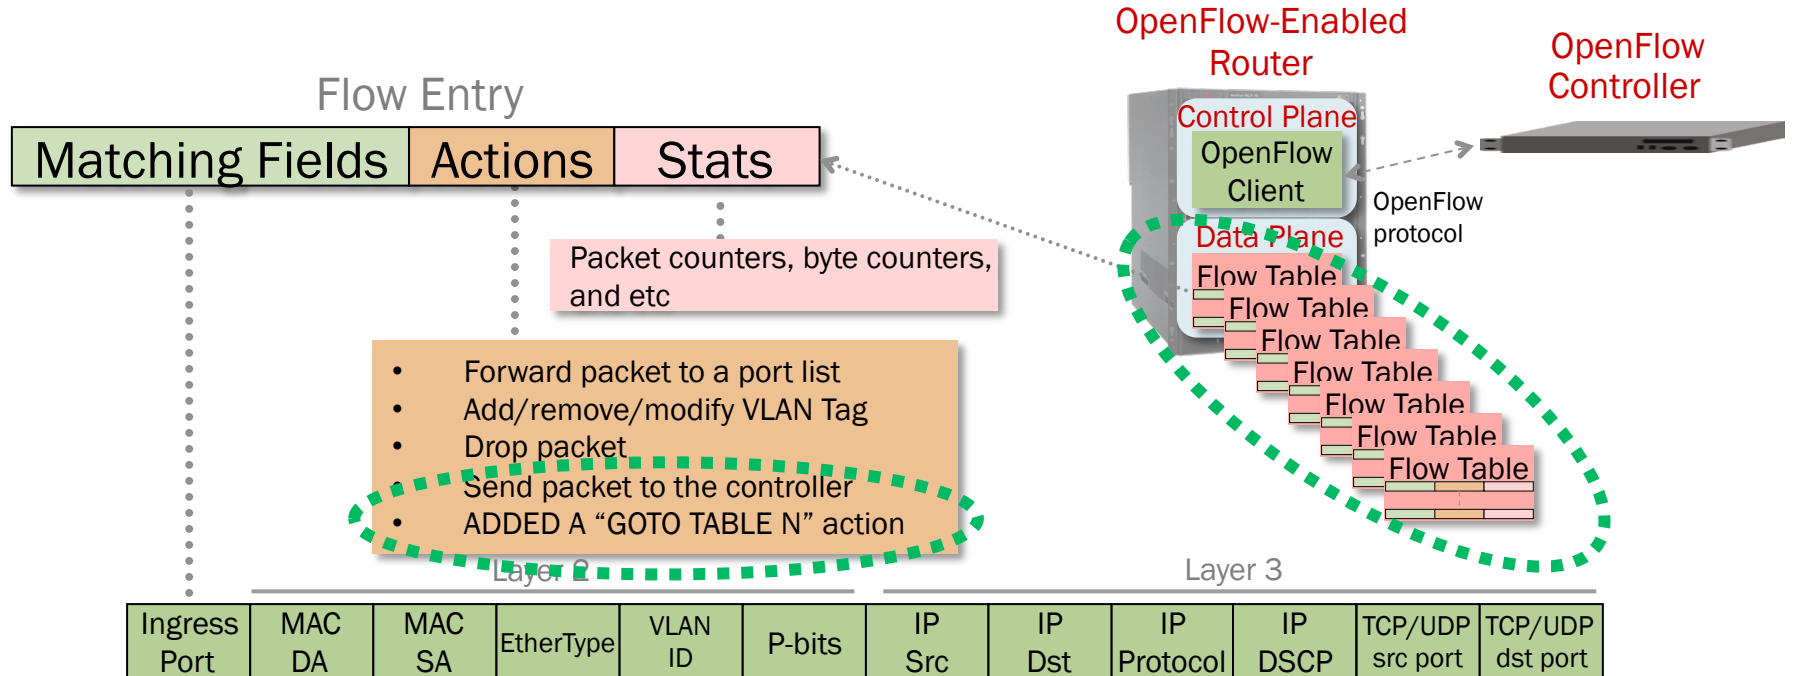 OpenFlow-Enabled
Router
OpenFlow
Controller
Flow Entry
Matching Fields
Actions
Stats
Control Plane
OpenFlow
Client
OpenFlow
protocol
Data Plane
Packet counters, byte counters,
and etc
Flow Table
Flow Table
Flow Table
Flow Table
Flow Table
Flow Table
Flow Table
• Forward packet to a port list
• Add/remove/modify VLAN Tag
• Drop packet
• Send packet to the controller
• ADDED A “GOTO TABLE N” action
Layer 2
Layer 3
Ingress
Port
MAC
DA
MAC
SA
EtherType
VLAN
ID
P-bits
IP
Src
IP
Dst
IP
Protocol
IP
DSCP
TCP/UDP
src port
TCP/UDP
dst port